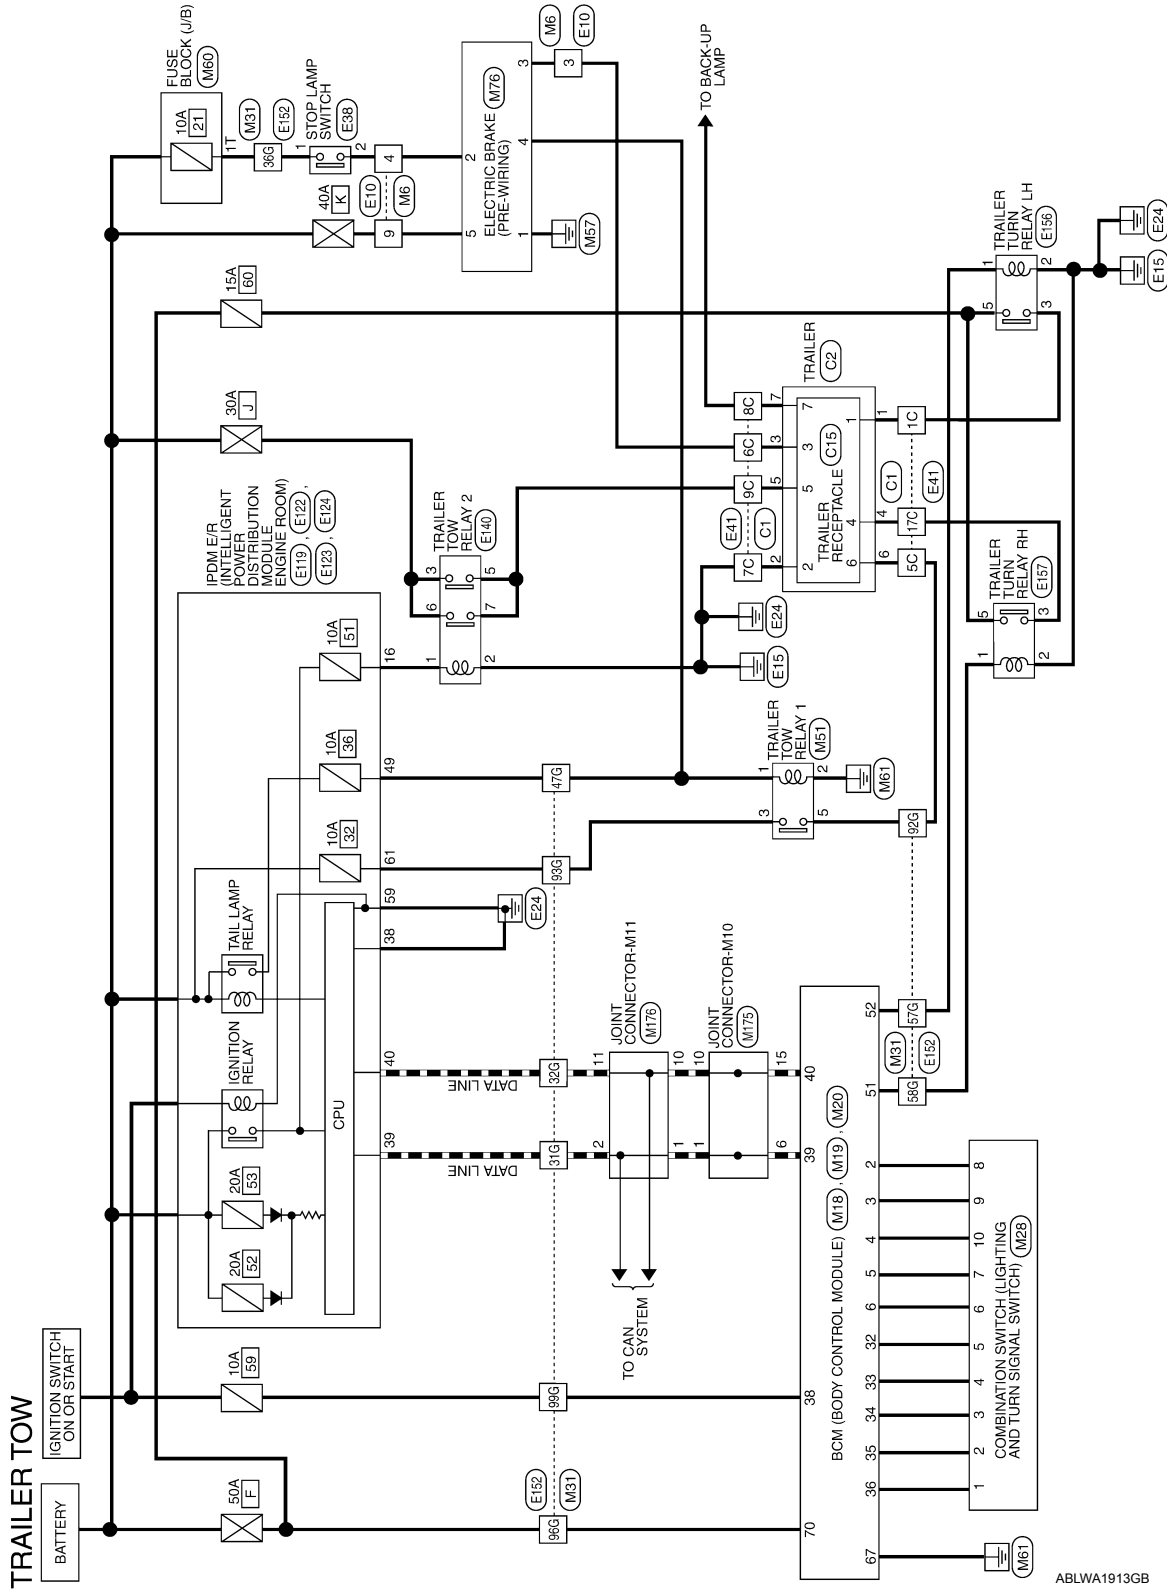 TRAILER TOW
BATTERY
IGNITION SWITCH
ON OR START
50A
F
10A
59
20A
52
20A
53
IGNITION
RELAY
TAIL LAMP
RELAY
CPU
10A
32
10A
36
10A
51
IPDM E/R
(INTELLIGENT
POWER
DISTRIBUTION
MODULE
ENGINE ROOM)
E119 , E122 ,
E123 , E124
39
40
38
59
61
49
16
30A
J
15A
60
40A
K
FUSE
BLOCK (J/B)
M60
10A
21
1T
36G
M31
E152
STOP LAMP
SWITCH
E38
1
2
E10
M6
9
4
5
2
ELECTRIC BRAKE
(PRE-WIRING)
M76
1
4
3
M57
M6
E10
3
TRAILER
TOW
RELAY 2
E140
1
6
3
2
7
5
E152
M31
96G
99G
31G
32G
93G
47G
DATA LINE
DATA LINE
E24
JOINT
CONNECTOR-M11
M176
2
11
1
10
JOINT
CONNECTOR-M10
M175
1
10
6
15
TO CAN
SYSTEM
TRAILER
TOW
RELAY 1
M51
3
1
5
2
M61
E15
E24
TO BACK-UP
LAMP
E41
C1
7C
9C
6C
8C
2
5
3
7
TRAILER
C2
2
5
3
7
TRAILER
RECEPTACLE
C15
6
4
1
6
4
1
5C
17C
1C
C1
E41
70
38
39
40
BCM (BODY CONTROL MODULE)
M18 , M19 , M20
67
36
35
34
33
32
6
5
4
3
2
51
52
M61
58G
57G
92G
M31
E152
1
2
3
4
5
6
7
10
9
8
COMBINATION SWITCH (LIGHTING
AND TURN SIGNAL SWITCH)
M28
TRAILER
TURN
RELAY RH
E157
1
5
2
3
TRAILER
TURN
RELAY LH
E156
5
1
3
2
E15
E24
ABLWA1913GB